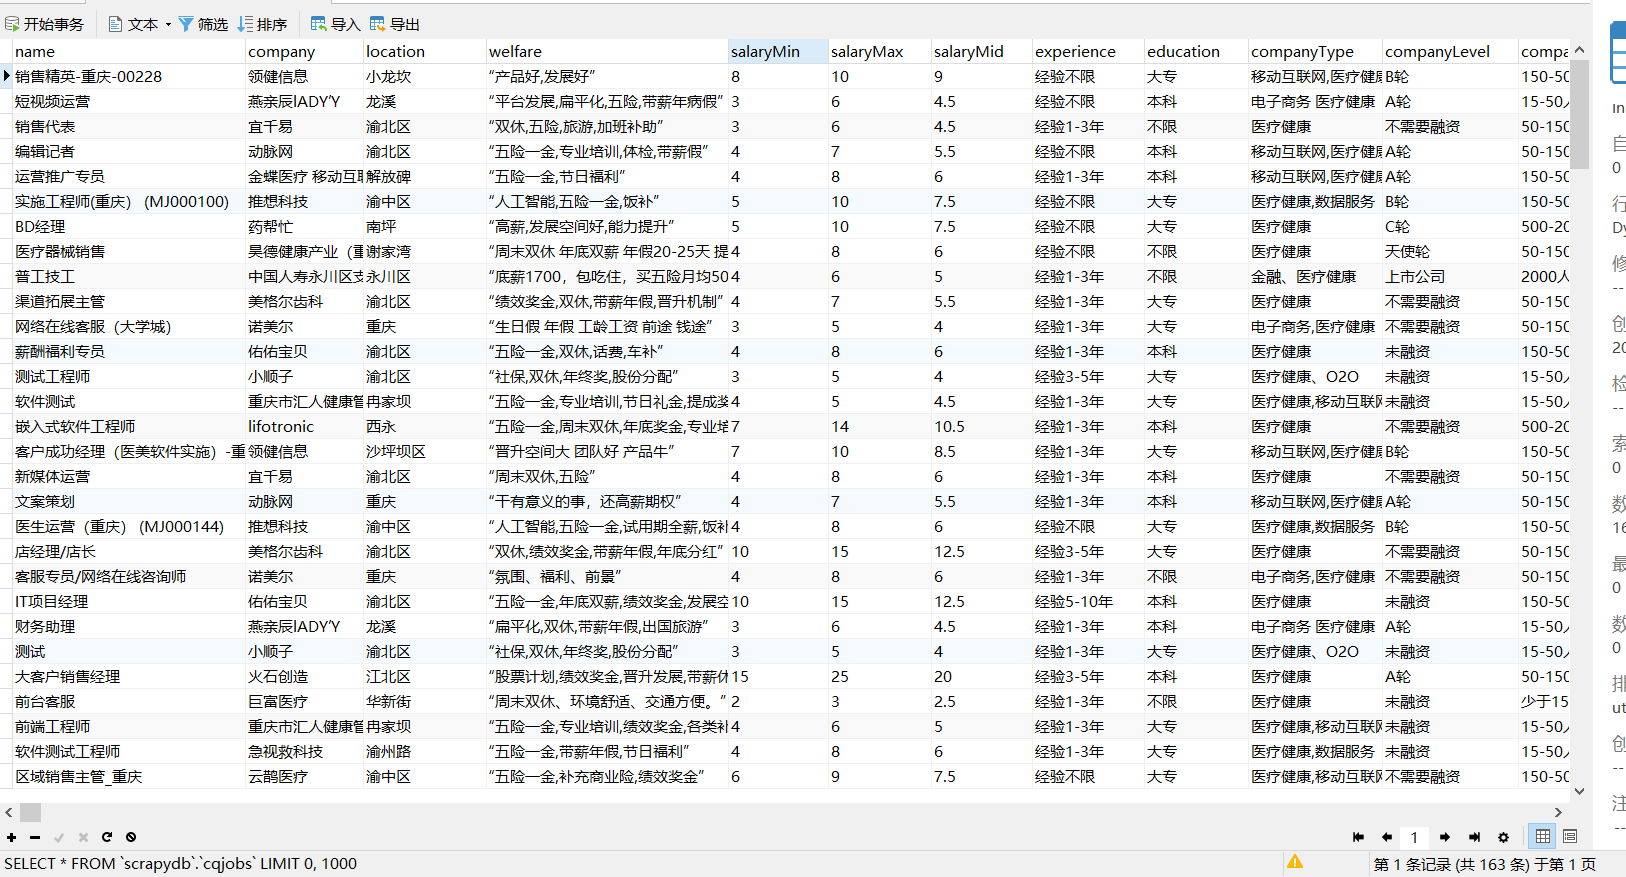 开始事务 文本 筛选 排序 导入 导出
name company location welfare salaryMin salaryMax salaryMid experience education companyType companyLevel compa
销售精英-重庆-00228 领健信息 小龙坎 “产品好,发展好” 8 10 9 经验不限 大专 移动互联网,医疗健康 B轮 150-50
短视频运营 燕亲辰lADY’Y 龙溪 “平台发展,扁平化,五险,带薪年病假” 3 6 4.5 经验不限 本科 电子商务 医疗健康 A轮 15-50人
销售代表 宜千易 渝北区 “双休,五险,旅游,加班补助” 3 6 4.5 经验1-3年 不限 医疗健康 不需要融资 50-150
编辑记者 动脉网 渝北区 “五险一金,专业培训,体检,带薪假” 4 7 5.5 经验不限 本科 移动互联网,医疗健康 A轮 50-150
运营推广专员 金蝶医疗 移动互联 解放碑 “五险一金,节日福利” 4 8 6 经验1-3年 本科 移动互联网,医疗健康 A轮 150-50
实施工程师(重庆) (MJ000100) 推想科技 渝中区 “人工智能,五险一金,饭补” 5 10 7.5 经验不限 大专 医疗健康,数据服务 B轮 150-50
BD经理 药帮忙 南坪 “高薪,发展空间好,能力提升” 5 10 7.5 经验不限 大专 医疗健康 C轮 500-20
医疗器械销售 昊德健康产业（重 谢家湾 “周末双休 年底双薪 年假20-25天 提 4 8 6 经验不限 不限 医疗健康 天使轮 50-150
普工技工 中国人寿永川区支 永川区 “底薪1700，包吃住，买五险月均50 4 6 5 经验1-3年 不限 金融、医疗健康 上市公司 2000人
渠道拓展主管 美格尔齿科 渝北区 “绩效奖金,双休,带薪年假,晋升机制” 4 7 5.5 经验1-3年 大专 医疗健康 不需要融资 50-150
网络在线客服（大学城） 诺美尔 重庆 “生日假 年假 工龄工资 前途 钱途” 3 5 4 经验1-3年 大专 电子商务,医疗健康 不需要融资 50-150
薪酬福利专员 佑佑宝贝 渝北区 “五险一金,双休,话费,车补” 4 8 6 经验1-3年 本科 医疗健康 未融资 150-50
测试工程师 小顺子 渝北区 “社保,双休,年终奖,股份分配” 3 5 4 经验3-5年 大专 医疗健康、O2O 未融资 15-50人
软件测试 重庆市汇人健康管 冉家坝 “五险一金,专业培训,节日礼金,提成奖 4 5 4.5 经验1-3年 大专 医疗健康,移动互联网 未融资 15-50人
嵌入式软件工程师 lifotronic 西永 “五险一金,周末双休,年底奖金,专业培 7 14 10.5 经验1-3年 本科 医疗健康 不需要融资 500-20
客户成功经理（医美软件实施）-重 领健信息 沙坪坝区 “晋升空间大 团队好 产品牛” 7 10 8.5 经验1-3年 大专 移动互联网,医疗健康 B轮 150-50
新媒体运营 宜千易 渝北区 “周末双休,五险” 4 8 6 经验1-3年 本科 医疗健康 不需要融资 50-150
文案策划 动脉网 重庆 “干有意义的事，还高薪期权” 4 7 5.5 经验1-3年 本科 移动互联网,医疗健康 A轮 50-150
医生运营（重庆） (MJ000144) 推想科技 渝中区 “人工智能,五险一金,试用期全薪,饭补 4 8 6 经验不限 大专 医疗健康,数据服务 B轮 150-50
店经理/店长 美格尔齿科 渝北区 “双休,绩效奖金,带薪年假,年底分红” 10 15 12.5 经验3-5年 大专 医疗健康 不需要融资 50-150
客服专员/网络在线咨询师 诺美尔 重庆 “氛围、福利、前景” 4 8 6 经验1-3年 不限 电子商务,医疗健康 不需要融资 50-150
IT项目经理 佑佑宝贝 渝北区 “五险一金,年底双薪,绩效奖金,发展空 10 15 12.5 经验5-10年 本科 医疗健康 未融资 150-50
财务助理 燕亲辰lADY’Y 龙溪 “扁平化,双休,带薪年假,出国旅游” 3 6 4.5 经验1-3年 本科 电子商务 医疗健康 A轮 15-50人
测试 小顺子 渝北区 “社保,双休,年终奖,股份分配” 3 5 4 经验1-3年 大专 医疗健康、O2O 未融资 15-50人
大客户销售经理 火石创造 江北区 “股票计划,绩效奖金,晋升发展,带薪休 15 25 20 经验3-5年 本科 医疗健康 A轮 50-150
前台客服 巨富医疗 华新街 “周末双休、环境舒适、交通方便。” 2 3 2.5 经验1-3年 不限 医疗健康 未融资 少于15
前端工程师 重庆市汇人健康管 冉家坝 “五险一金,专业培训,绩效奖金,各类补 4 6 5 经验1-3年 大专 医疗健康,移动互联网 未融资 15-50人
软件测试工程师 急视救科技 渝州路 “五险一金,带薪年假,节日福利” 4 8 6 经验1-3年 大专 医疗健康,数据服务 未融资 15-50人
区域销售主管_重庆 云鹊医疗 渝中区 “五险一金,补充商业险,绩效奖金” 6 9 7.5 经验不限 大专 医疗健康,移动互联网 不需要融资 150-50
1
SELECT * FROM `scrapydb`.`cqjobs` LIMIT 0, 1000 第 1 条记录 (共 163 条) 于第 1 页
In
自
0
行
Dy
修
--
创
20
检
--
索
0
数
16
最
0
数
0
排
ut
创
--
注
--